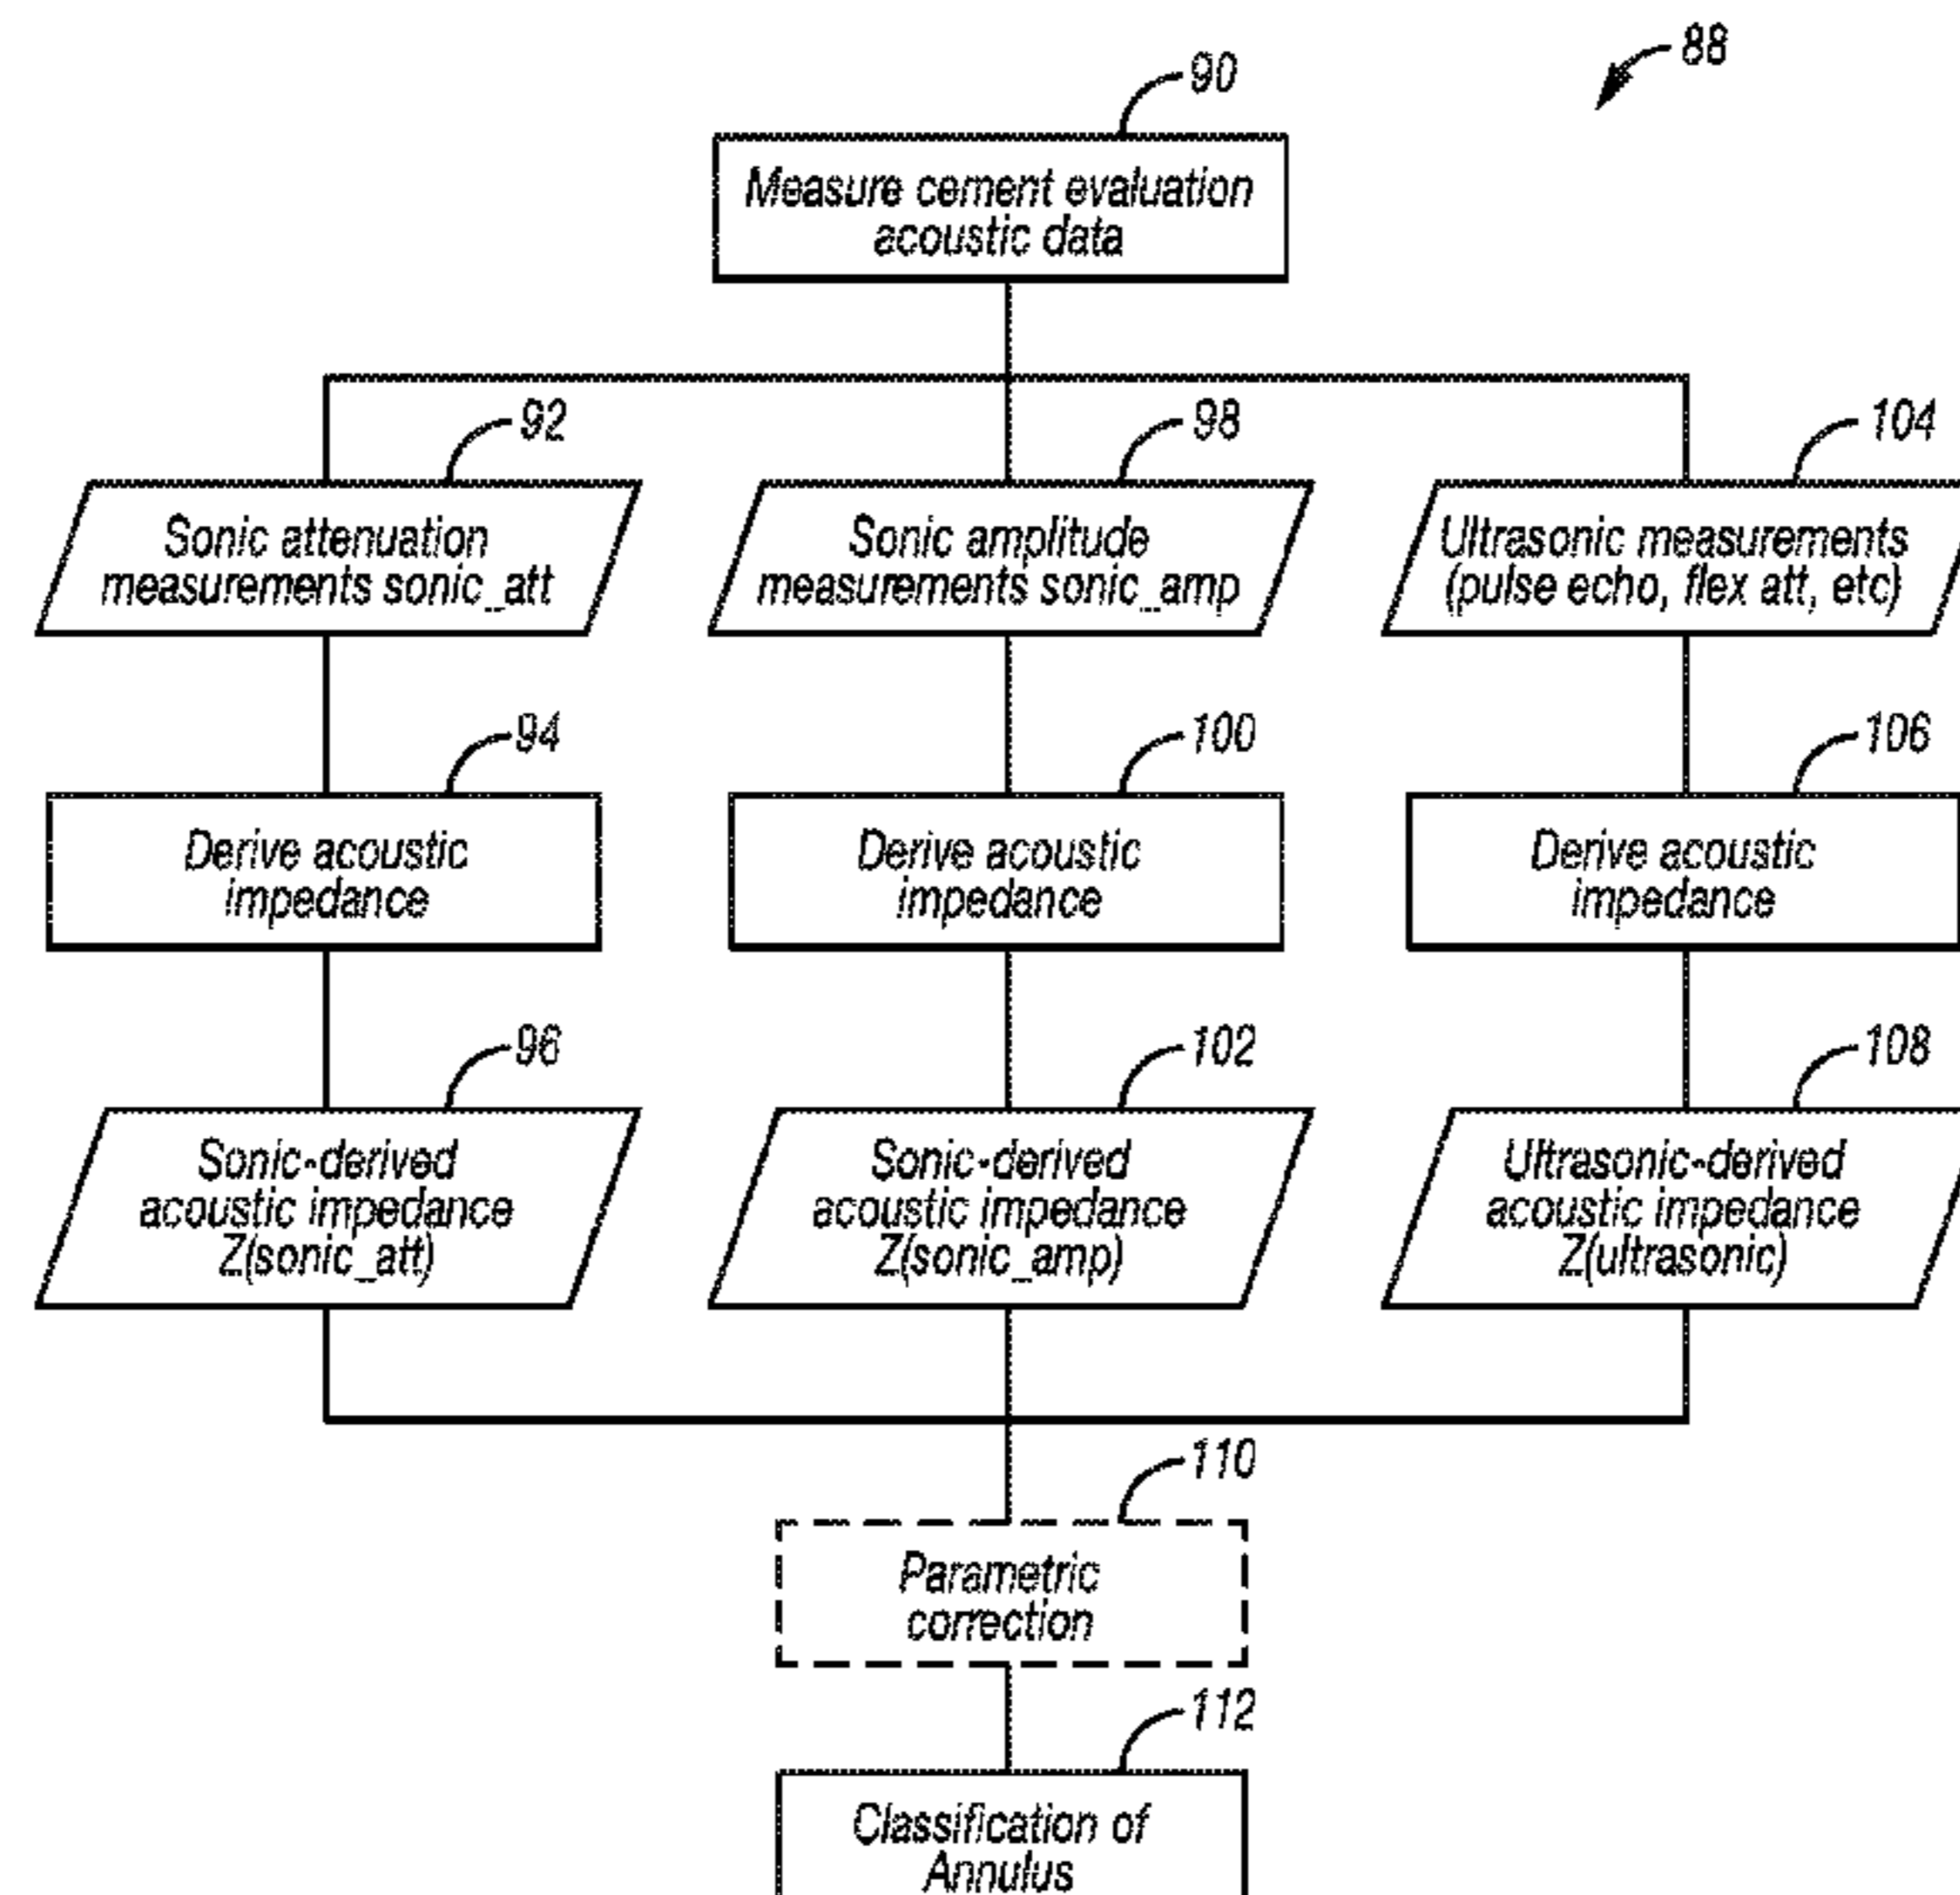 88
90
Measure cement evaluation
acoustic data
92
98
104
Sonic attenuation
measurements sonic_att
Sonic amplitude
measurements sonic_amp
Ultrasonic measurements
(pulse echo, flex att, etc)
94
100
106
Derive acoustic
impedance
Derive acoustic
impedance
Derive acoustic
impedance
96
102
108
Sonic-derived
acoustic impedance
Z(sonic_att)
Sonic-derived
acoustic impedance
Z(sonic_amp)
Ultrasonic-derived
acoustic impedance
Z(ultrasonic)
110
Parametric
correction
112
Classification of
Annulus